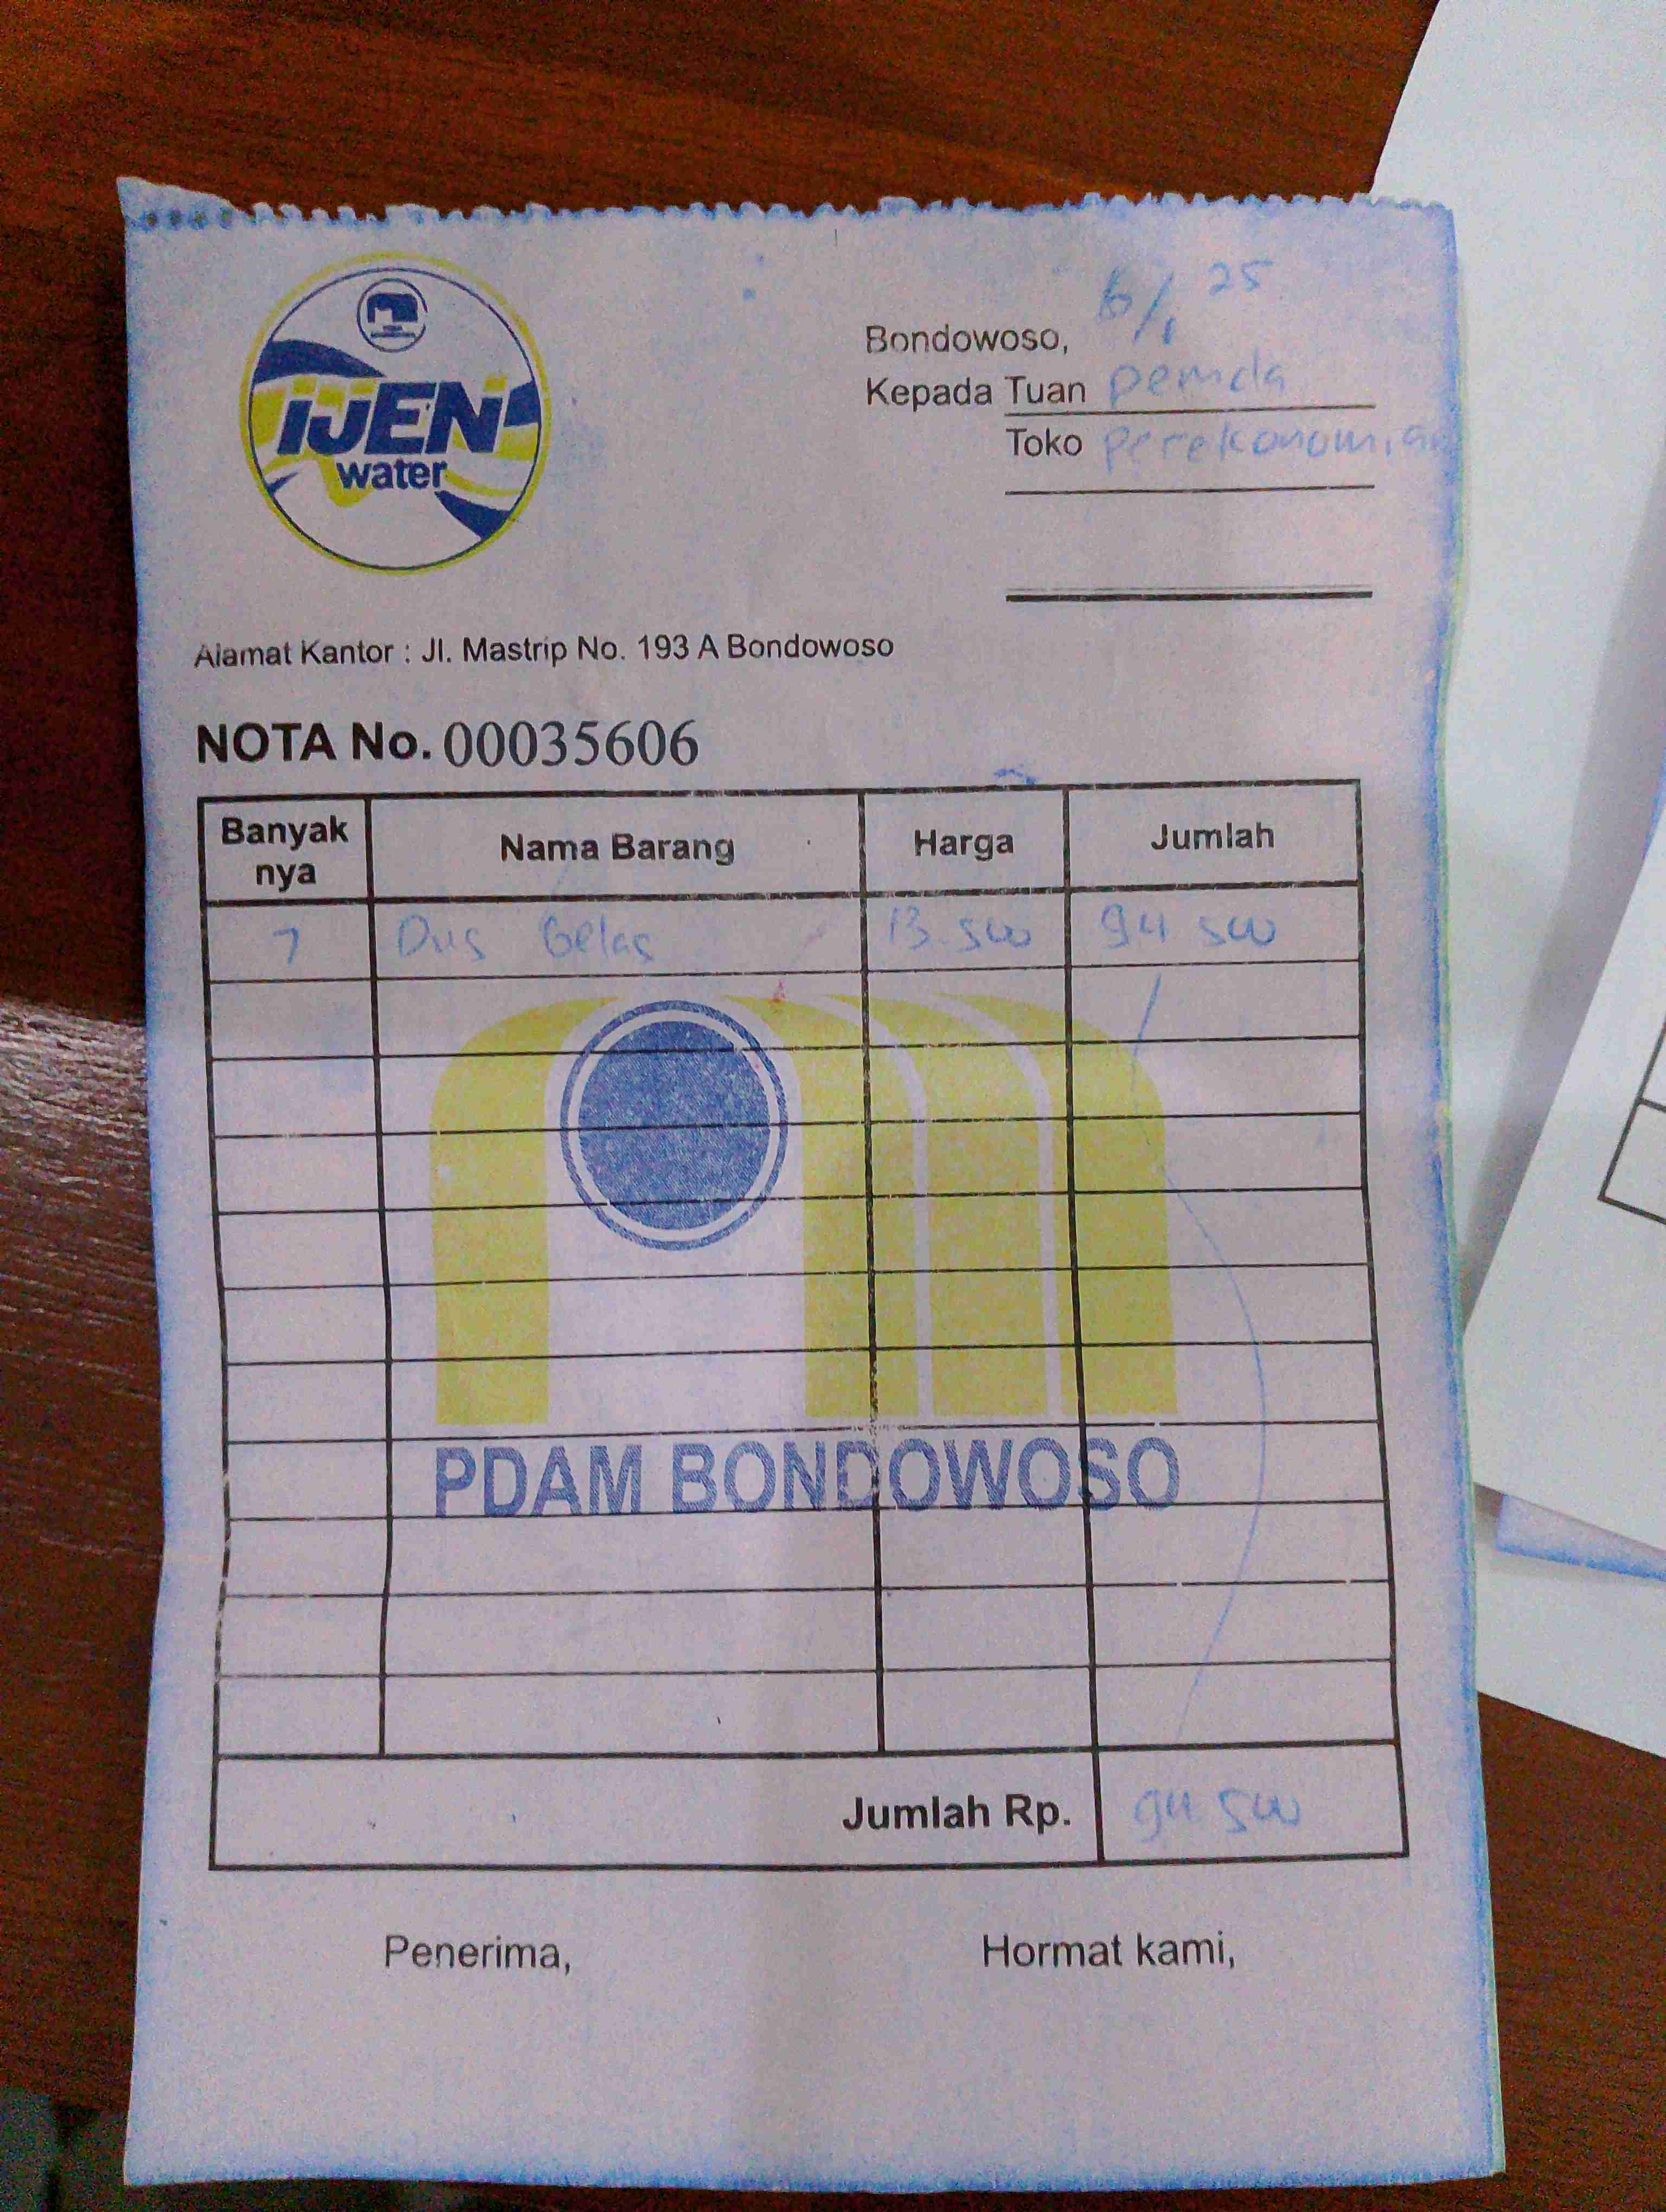 IJEN
water
Bondowoso, 6/1 25
Kepada Tuan pemda
Toko perekonomian
Alamat Kantor : Jl. Mastrip No. 193 A Bondowoso
NOTA No. 00035606
Banyak nya Nama Barang Harga Jumlah
7 Dus Gelas 13.500 94 500
PDAM BONDOWOSO
Jumlah Rp. 94 500
Penerima, Hormat kami,